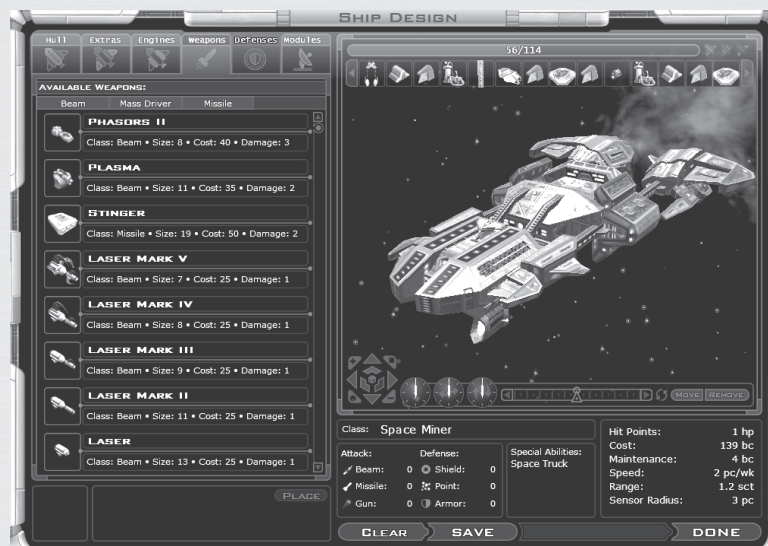 Ship Design
Hull Extras Engines Weapons Defenses Modules
56/114
Available Weapons:
Beam Mass Driver Missile
Phasors II
Class: Beam • Size: 8 • Cost: 40 • Damage: 3
Plasma
Class: Beam • Size: 11 • Cost: 35 • Damage: 2
Stinger
Class: Missile • Size: 19 • Cost: 50 • Damage: 2
Laser Mark V
Class: Beam • Size: 7 • Cost: 25 • Damage: 1
Laser Mark IV
Class: Beam • Size: 8 • Cost: 25 • Damage: 1
Laser Mark III
Class: Beam • Size: 9 • Cost: 25 • Damage: 1
Laser Mark II
Class: Beam • Size: 11 • Cost: 25 • Damage: 1
Laser
Class: Beam • Size: 13 • Cost: 25 • Damage: 1
Place
Move Remove
Class: Space Miner
Attack: Defense:
Beam: 0 Shield: 0
Missile: 0 Point: 0
Gun: 0 Armor: 0
Special Abilities:
Space Truck
Hit Points: 1 hp
Cost: 139 bc
Maintenance: 4 bc
Speed: 2 pc/wk
Range: 1.2 sct
Sensor Radius: 3 pc
Clear Save Done